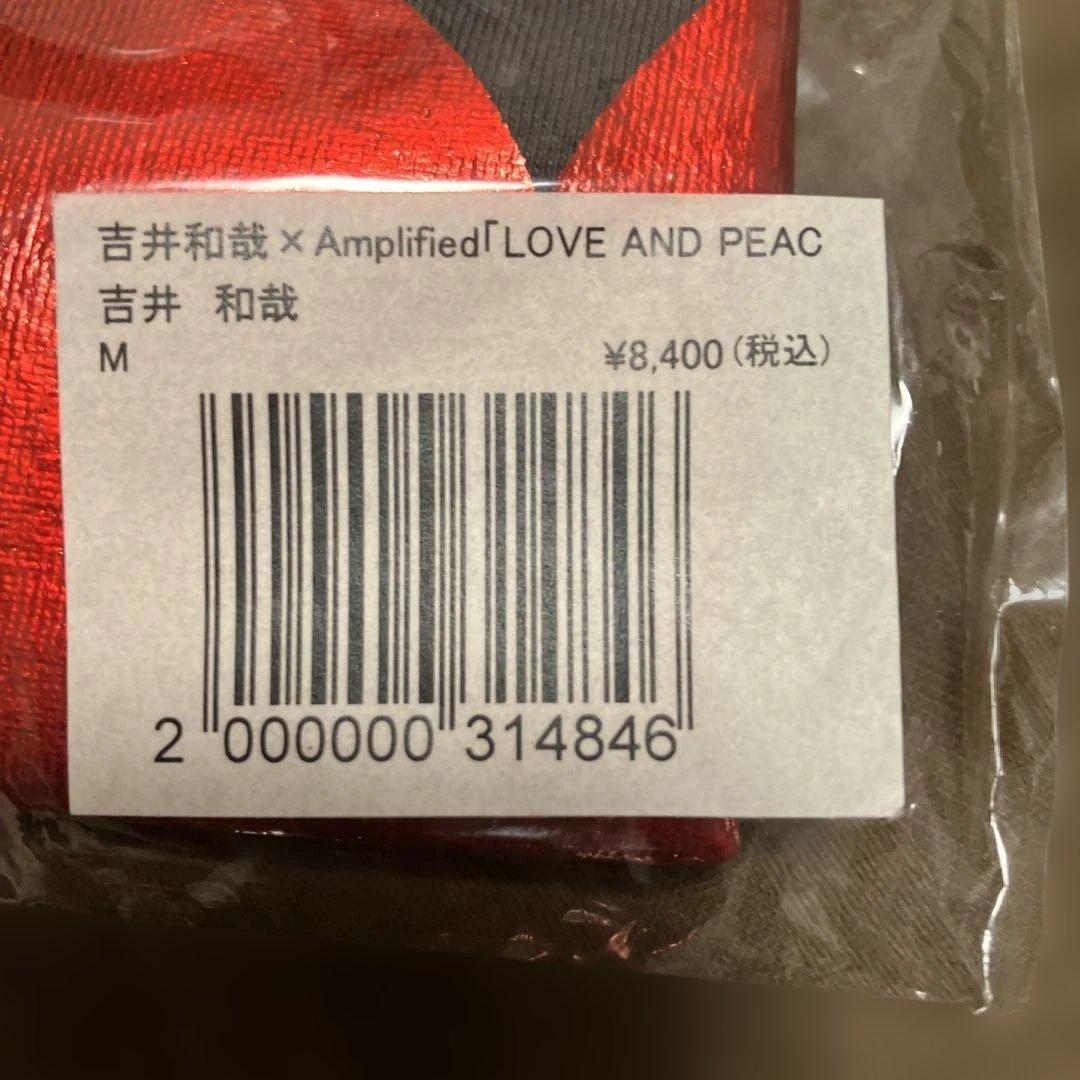 吉井和哉×Amplified「LOVE AND PEAC
吉井　和哉
M
¥8,400(税込)
2 000000 314846